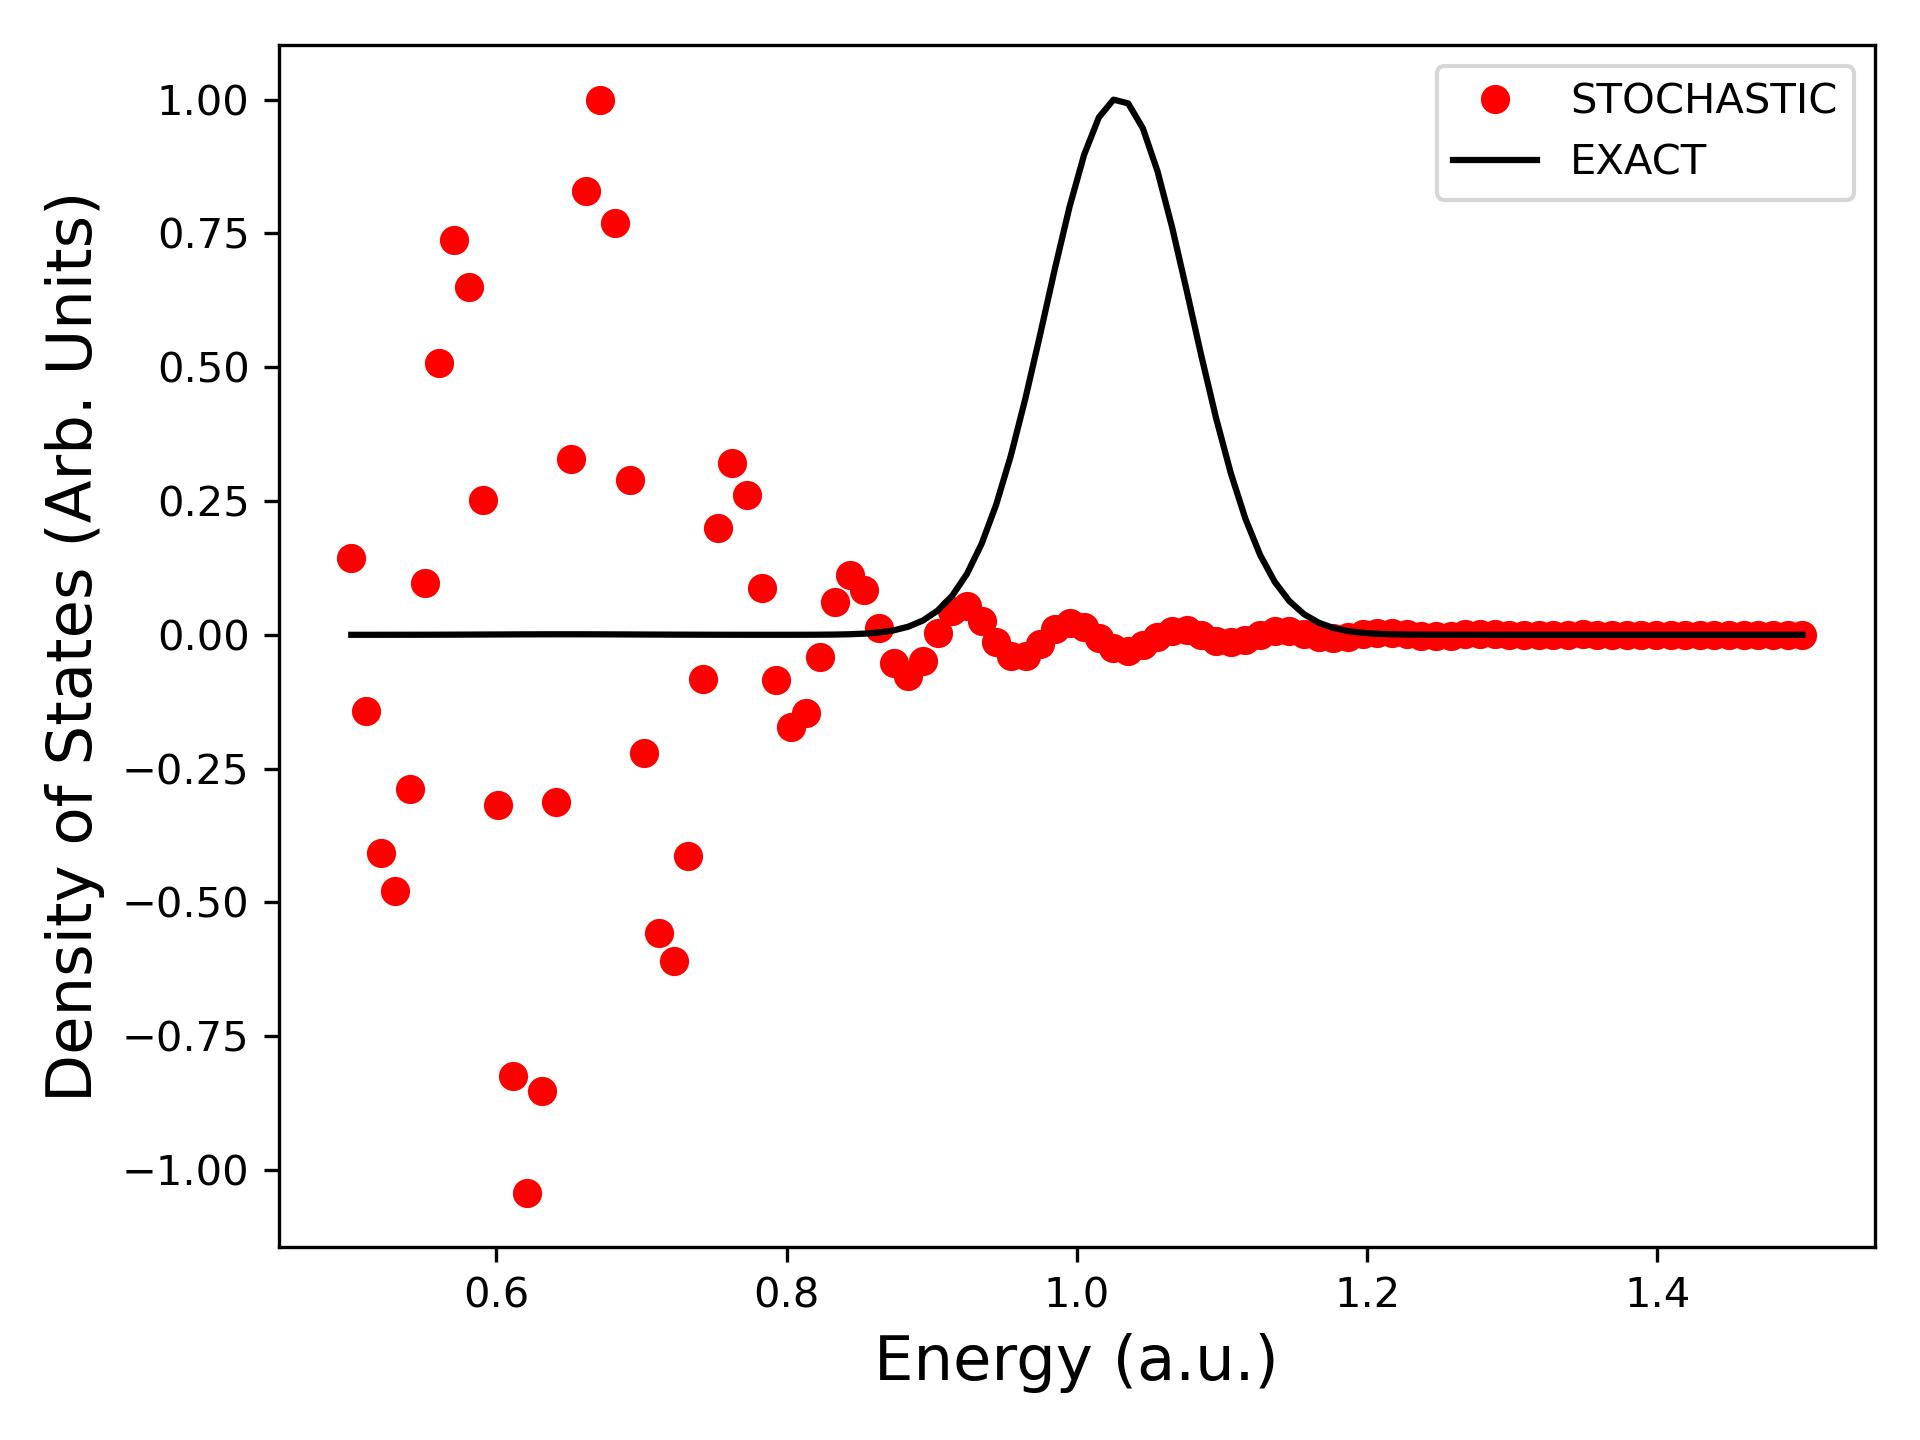 STOCHASTIC
EXACT
Density of States (Arb. Units)
1.00
0.75
0.50
0.25
0.00
−0.25
−0.50
−0.75
−1.00
0.6 0.8 1.0 1.2 1.4
Energy (a.u.)